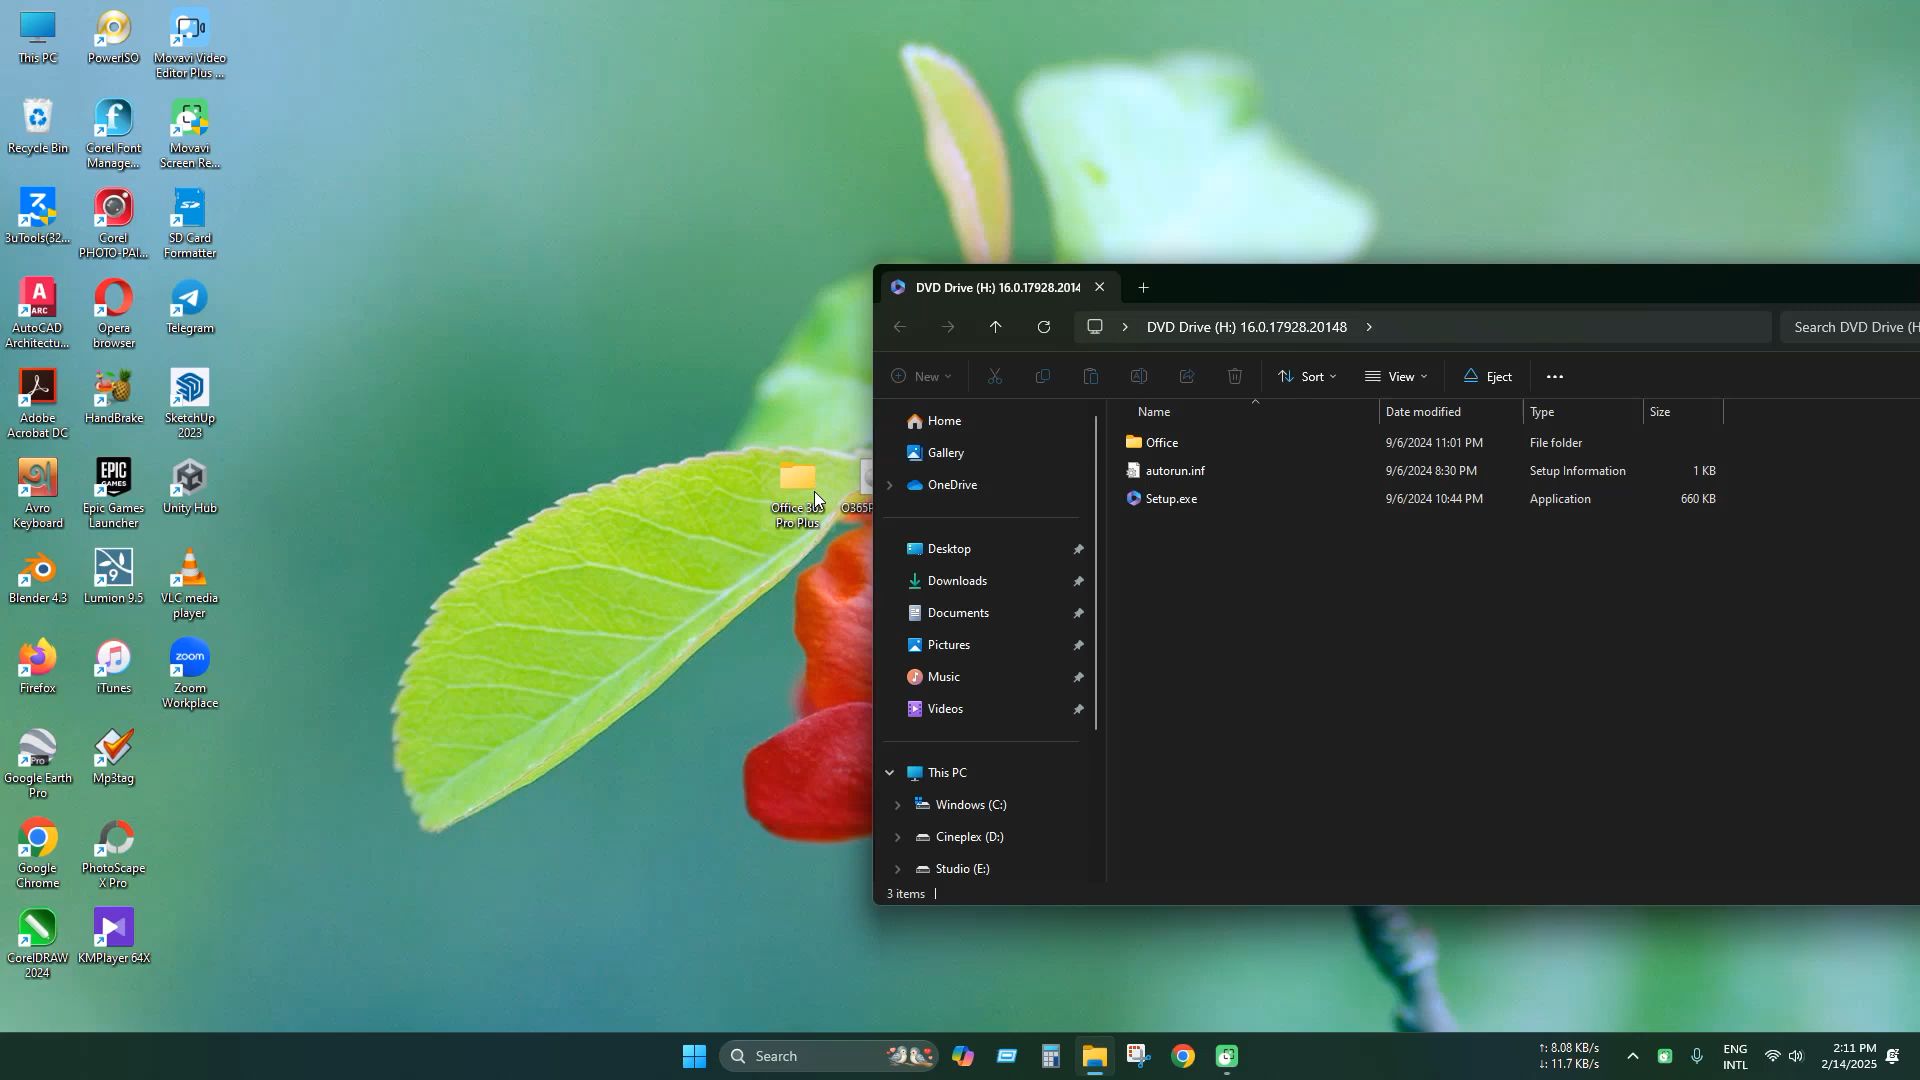 This PC
PowerISO
Movavi Video
Editor Plus ...
Recycle Bin
Corel Font
Manage...
Movavi
Screen Re...
3uTools(32...
Corel
PHOTO-PAI...
SD Card
Formatter
AutoCAD
Architectu...
Opera
browser
Telegram
Adobe
Acrobat DC
HandBrake
SketchUp
2023
Avro
Keyboard
Epic Games
Launcher
Unity Hub
Blender 4.3
Lumion 9.5
VLC media
player
Firefox
iTunes
Zoom
Workplace
Google Earth
Pro
Mp3tag
Google
Chrome
PhotoScape
X Pro
CorelDRAW
2024
KMPlayer 64X
Office 365
Pro Plus
O365P
DVD Drive (H:) 16.0.17928.2014
DVD Drive (H:) 16.0.17928.20148
Search DVD Drive (H
New
Sort
View
Eject
Home
Gallery
OneDrive
Desktop
Downloads
Documents
Pictures
Music
Videos
This PC
Windows (C:)
Cineplex (D:)
Studio (E:)
Name Date modified Type Size
Office 9/6/2024 11:01 PM File folder
autorun.inf 9/6/2024 8:30 PM Setup Information 1 KB
Setup.exe 9/6/2024 10:44 PM Application 660 KB
3 items
Search
↑: 8.08 KB/s
↓: 11.7 KB/s
ENG
INTL
2:11 PM
2/14/2025